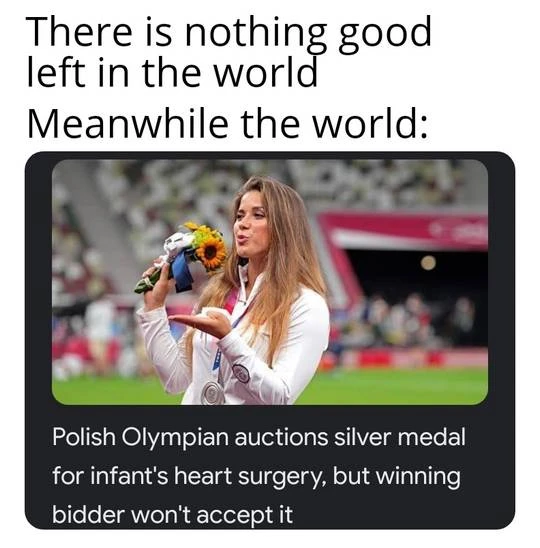 There is nothing good
left in the world
Meanwhile the world:
Polish Olympian auctions silver medal
for infant's heart surgery, but winning
bidder won't accept it